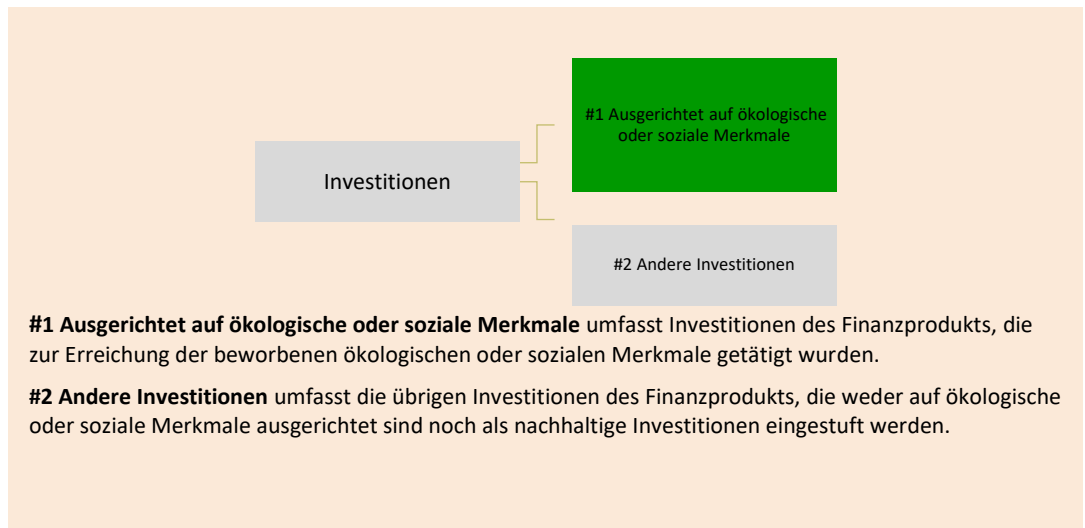 #1 Ausgerichtet auf ökologische
oder soziale Merkmale
Investitionen
#2 Andere Investitionen
#1 Ausgerichtet auf ökologische oder soziale Merkmale umfasst Investitionen des Finanzprodukts, die
zur Erreichung der beworbenen ökologischen oder sozialen Merkmale getätigt wurden.
#2 Andere Investitionen umfasst die übrigen Investitionen des Finanzprodukts, die weder auf ökologische
oder soziale Merkmale ausgerichtet sind noch als nachhaltige Investitionen eingestuft werden.